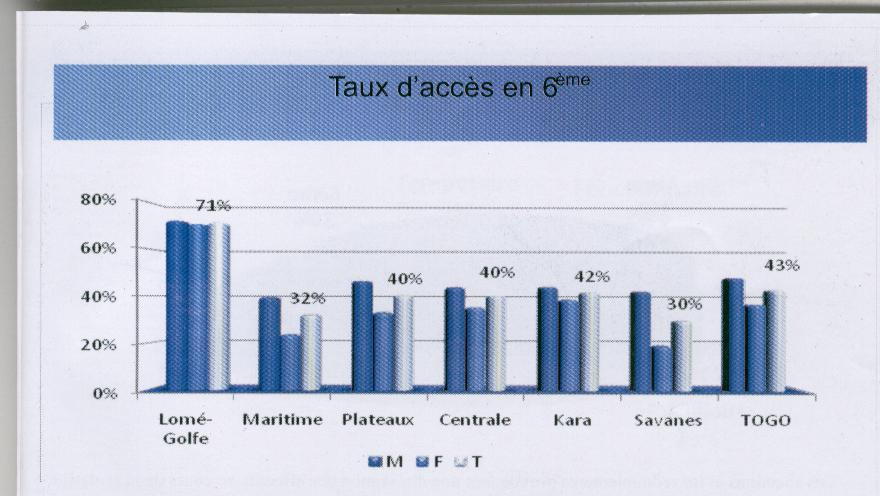 Taux d'accès en 6ème
80%
60%
40%
20%
0%
71%
32%
40%
40%
42%
30%
43%
Lomé-
Golfe
Maritime
Plateaux
Centrale
Kara
Savanes
TOGO
M F T